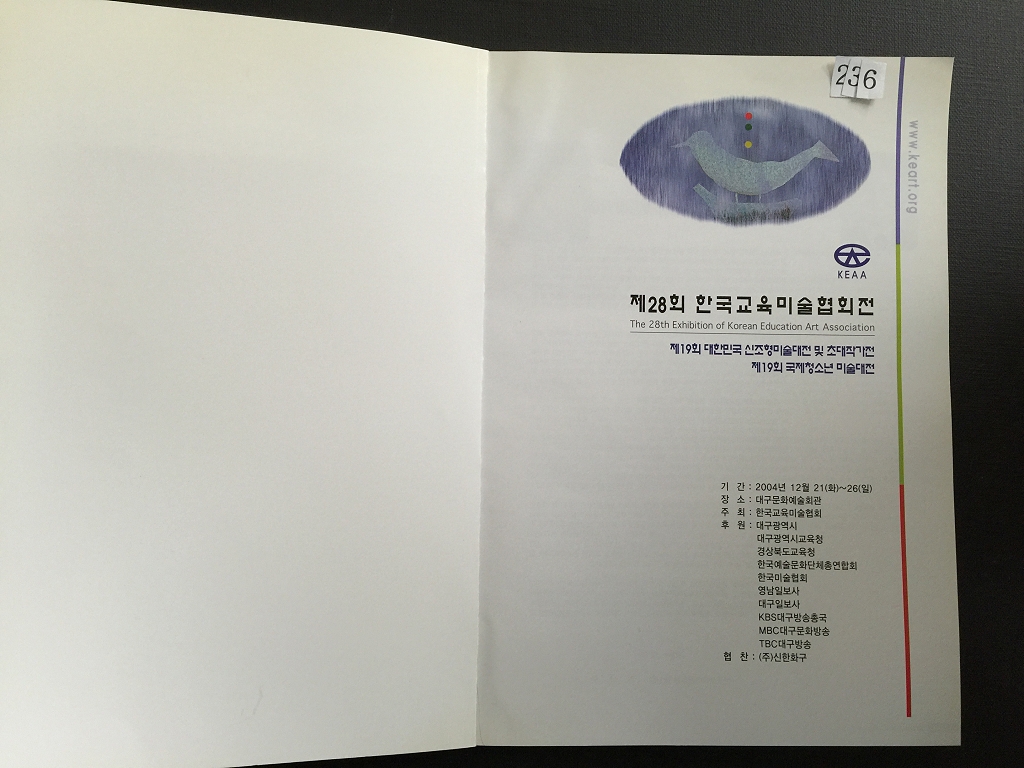 236
www.keart.org
KEAA
제28회 한국교육미술협회전
The 28th Exhibition of Korean Education Art Association
제19회 대한민국 신조형미술대전 및 초대작가전
제19회 국제청소년 미술대전
기 간 : 2004년 12월 21(화)~26(일)
장 소 : 대구문화예술회관
주 최 : 한국교육미술협회
후 원 : 대구광역시
대구광역시교육청
경상북도교육청
한국예술문화단체총연합회
한국미술협회
영남일보사
대구일보사
KBS대구방송총국
MBC대구문화방송
TBC대구방송
협 찬 : (주)신한화구